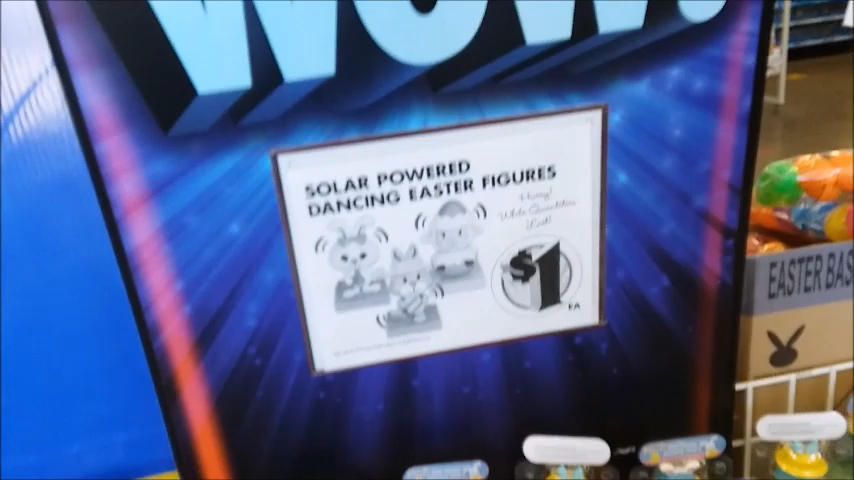 WOW!
SOLAR POWERED
DANCING EASTER FIGURES
Hurry!
While Quantities
Last!
$1
EA
EASTER BAS